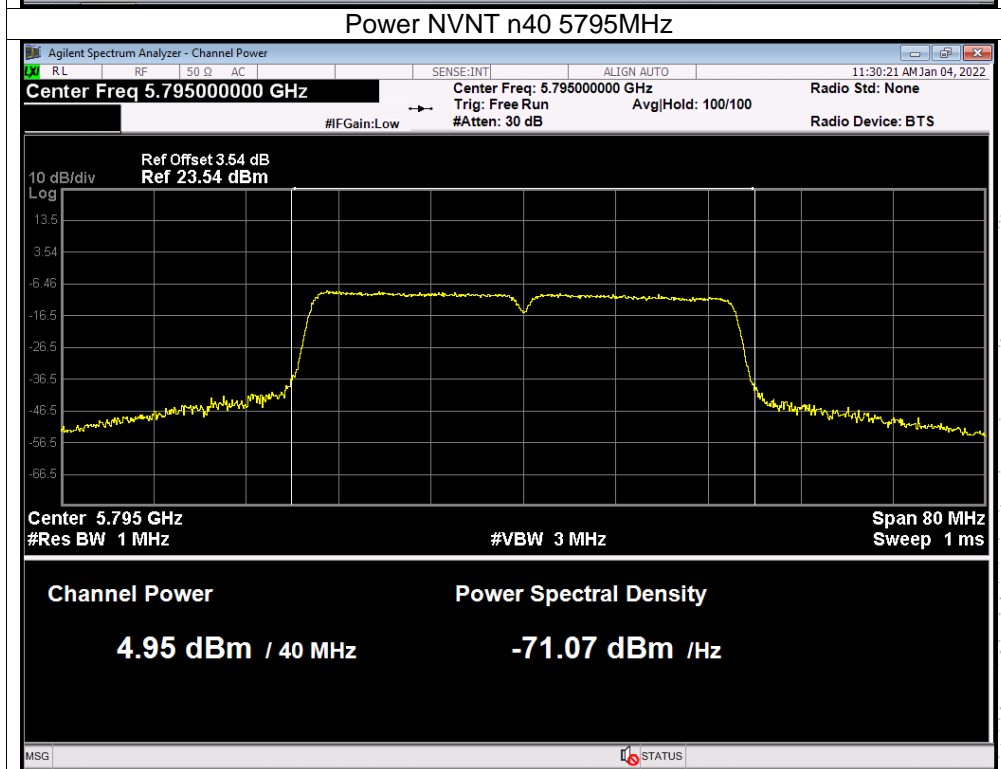 Power NVNT n40 5795MHz
Agilent Spectrum Analyzer - Channel Power
LXI RL RF 50 Ω AC SENSE:INT ALIGN AUTO 11:30:21 AM Jan 04, 2022
Center Freq 5.795000000 GHz
Center Freq: 5.795000000 GHz
Radio Std: None
Trig: Free Run Avg|Hold: 100/100
#IFGain:Low #Atten: 30 dB Radio Device: BTS
Ref Offset 3.54 dB
10 dB/div Ref 23.54 dBm
Log
13.5
3.54
-6.46
-16.5
-26.5
-36.5
-46.5
-56.5
-66.5
Center 5.795 GHz Span 80 MHz
#Res BW 1 MHz #VBW 3 MHz Sweep 1 ms
Channel Power Power Spectral Density
4.95 dBm / 40 MHz -71.07 dBm /Hz
MSG STATUS